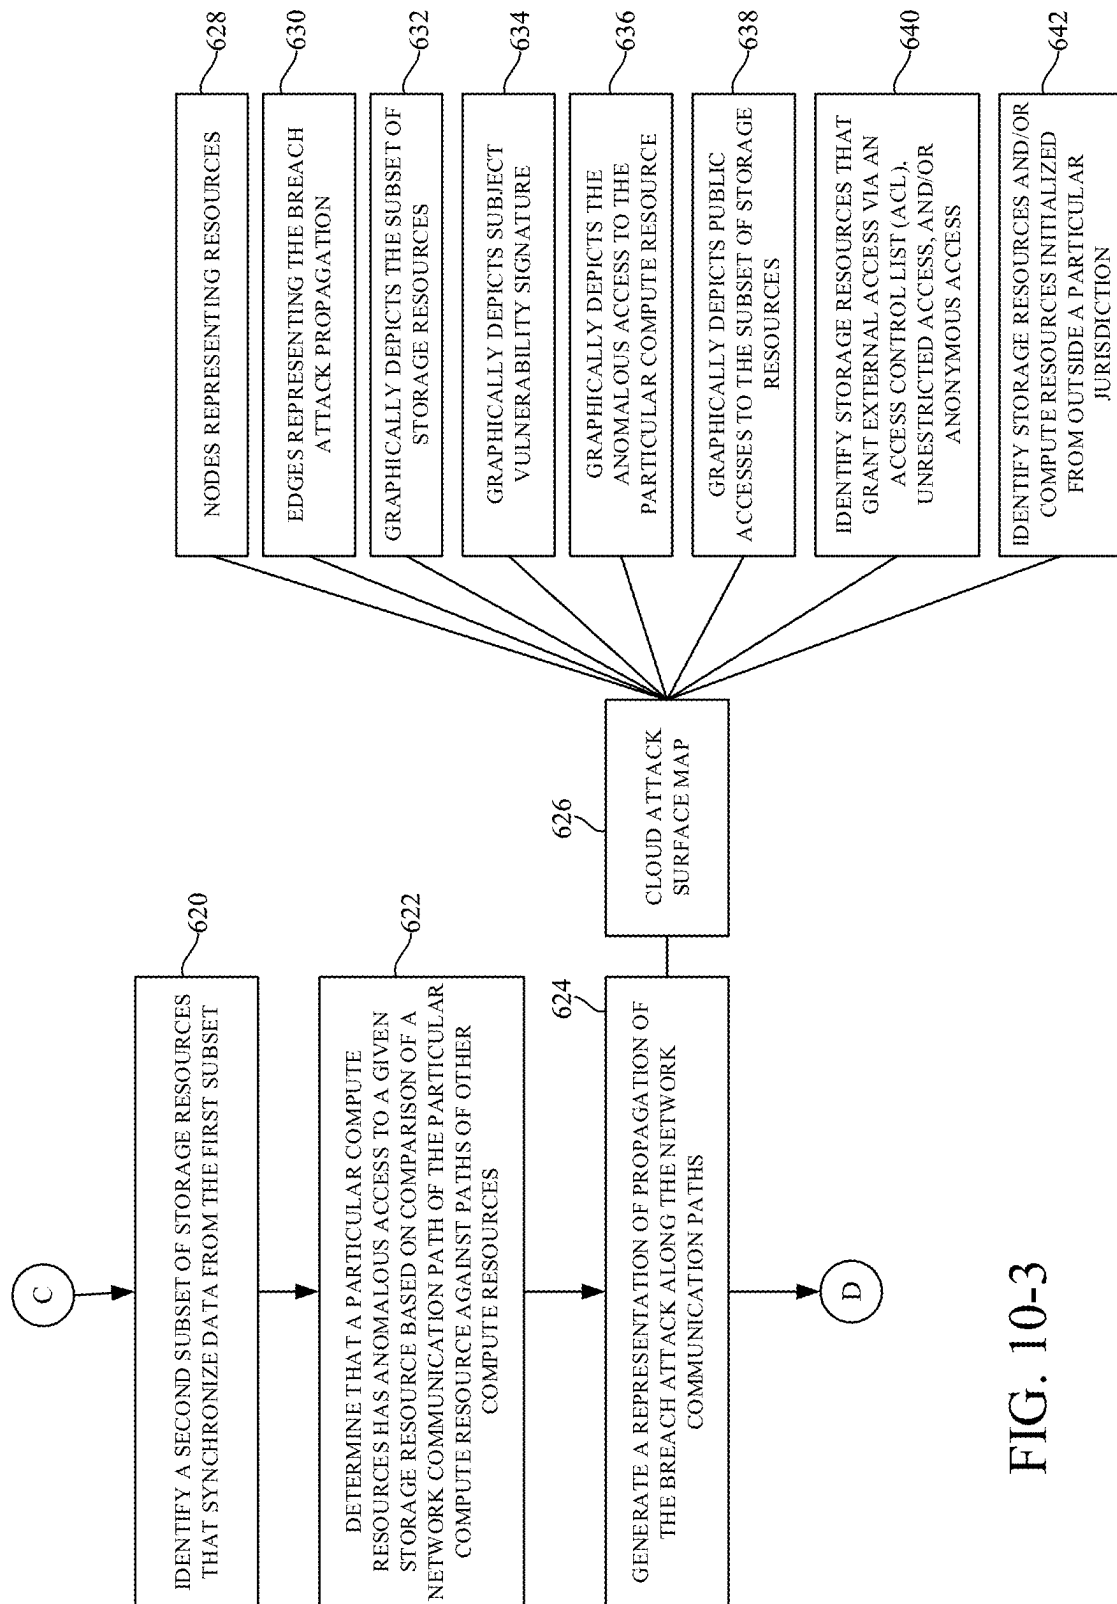 C
IDENTIFY A SECOND SUBSET OF STORAGE RESOURCES
THAT SYNCHRONIZE DATA FROM THE FIRST SUBSET
620
DETERMINE THAT A PARTICULAR COMPUTE
RESOURCES HAS ANOMALOUS ACCESS TO A GIVEN
STORAGE RESOURCE BASED ON COMPARISON OF A
NETWORK COMMUNICATION PATH OF THE PARTICULAR
COMPUTE RESOURCE AGAINST PATHS OF OTHER
COMPUTE RESOURCES
622
624
GENERATE A REPRESENTATION OF PROPAGATION OF
THE BREACH ATTACK ALONG THE NETWORK
COMMUNICATION PATHS
D
626
CLOUD ATTACK
SURFACE MAP
NODES REPRESENTING RESOURCES
628
EDGES REPRESENTING THE BREACH
ATTACK PROPAGATION
630
GRAPHICALLY DEPICTS THE SUBSET OF
STORAGE RESOURCES
632
GRAPHICALLY DEPICTS SUBJECT
VULNERABILITY SIGNATURE
634
GRAPHICALLY DEPICTS THE
ANOMALOUS ACCESS TO THE
PARTICULAR COMPUTE RESOURCE
636
GRAPHICALLY DEPICTS PUBLIC
ACCESSES TO THE SUBSET OF STORAGE
RESOURCES
638
IDENTIFY STORAGE RESOURCES THAT
GRANT EXTERNAL ACCESS VIA AN
ACCESS CONTROL LIST (ACL),
UNRESTRICTED ACCESS, AND/OR
ANONYMOUS ACCESS
640
IDENTIFY STORAGE RESOURCES AND/OR
COMPUTE RESOURCES INITIALIZED
FROM OUTSIDE A PARTICULAR
JURISDICTION
642
FIG. 10-3